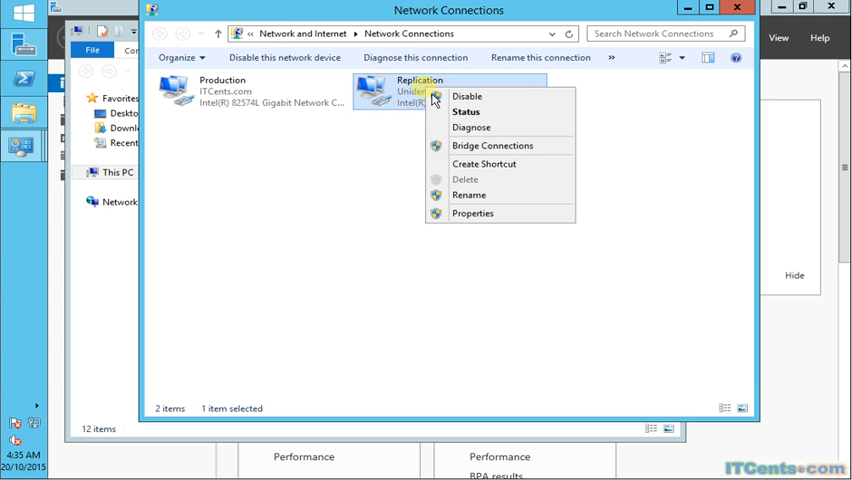 Network Connections
« Network and Internet ▸ Network Connections
Search Network Connections
View Help
File
Organize
Disable this network device
Diagnose this connection
Rename this connection
»
Production
ITCents.com
Intel(R) 82574L Gigabit Network C...
Replication
Intel(R)
Disable
Status
Diagnose
Bridge Connections
Create Shortcut
Delete
Rename
Properties
Favorites
This PC
Network
Hide
2 items 1 item selected
12 items
4:35 AM
20/10/2015
Performance
Performance
BPA results
ITCents.com